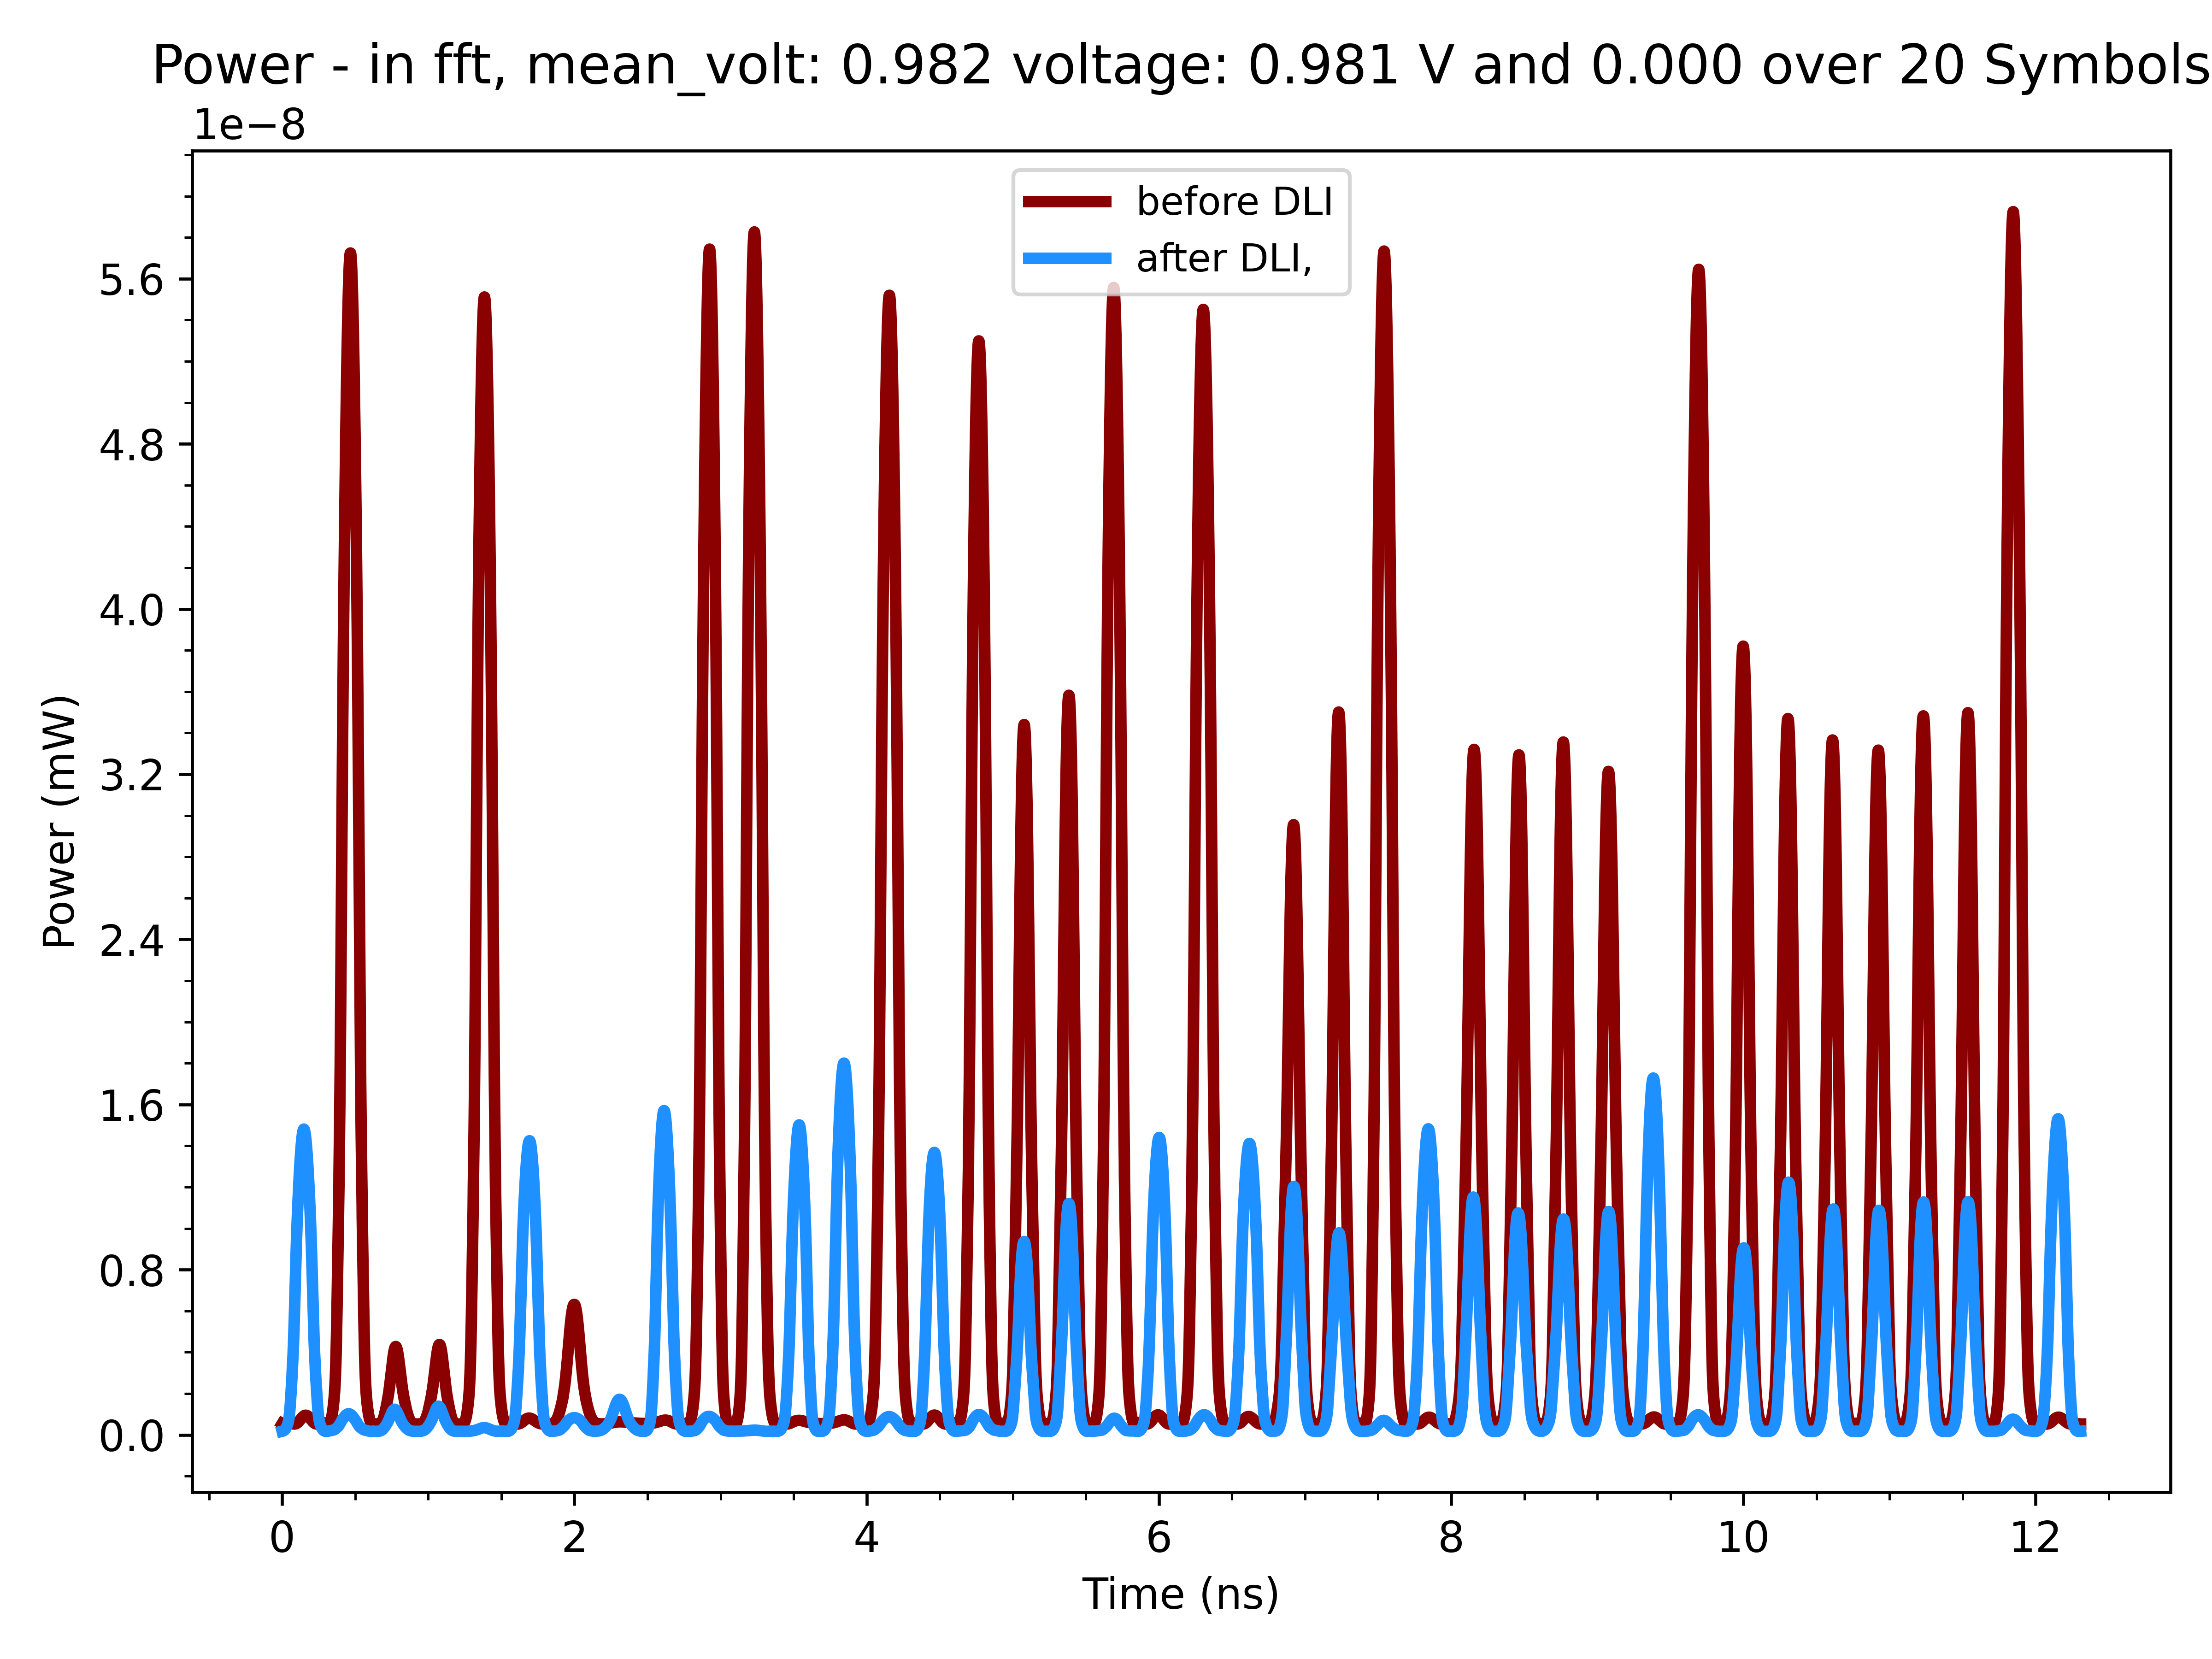 Power - in fft, mean_volt: 0.982 voltage: 0.981 V and 0.000 over 20 Symbols
1e−8
before DLI
after DLI,
5.6
4.8
4.0
3.2
2.4
1.6
0.8
0.0
Power (mW)
0 2 4 6 8 10 12
Time (ns)